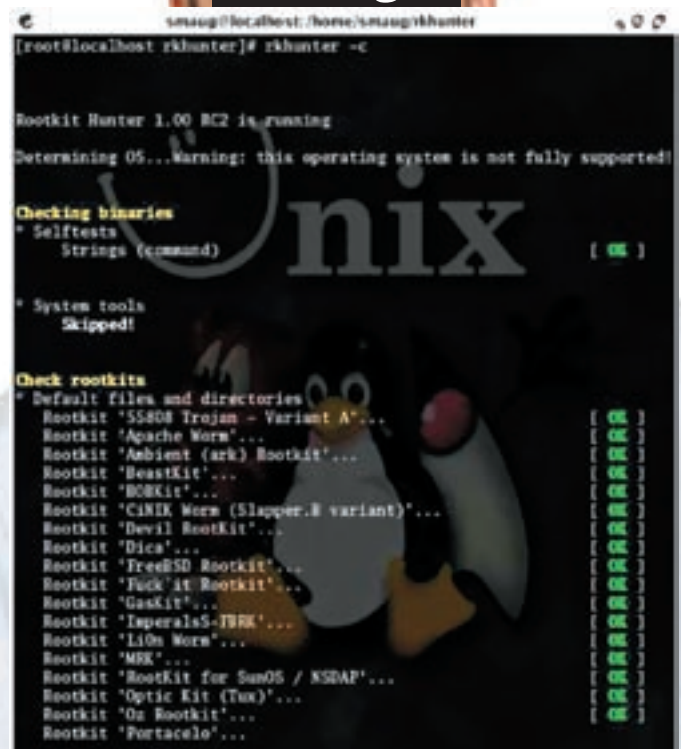 smaug@localhost: /home/smaug/rkhunter
[root@localhost rkhunter]# rkhunter -c
Rootkit Hunter 1.00 RC2 is running
Determining OS...Warning: this operating system is not fully supported!
Ünix
Checking binaries
* Selftests
Strings (command) [ OK ]
* System tools
Skipped!
Check rootkits
* Default files and directories
Rootkit '55808 Trojan - Variant A'... [ OK ]
Rootkit 'Apache Worm'... [ OK ]
Rootkit 'Ambient (ark) Rootkit'... [ OK ]
Rootkit 'BeastKit'... [ OK ]
Rootkit 'BOBKit'... [ OK ]
Rootkit 'CiNIK Worm (Slapper.B variant)'... [ OK ]
Rootkit 'Devil RootKit'... [ OK ]
Rootkit 'Dica'... [ OK ]
Rootkit 'FreeBSD Rootkit'... [ OK ]
Rootkit 'Fuck`it Rootkit'... [ OK ]
Rootkit 'GasKit'... [ OK ]
Rootkit 'ImperalsS-FBRK'... [ OK ]
Rootkit 'LiOn Worm'... [ OK ]
Rootkit 'MRK'... [ OK ]
Rootkit 'RootKit for SunOS / NSDAP'... [ OK ]
Rootkit 'Optic Kit (Tux)'... [ OK ]
Rootkit 'Oz Rootkit'... [ OK ]
Rootkit 'Portacelo'...